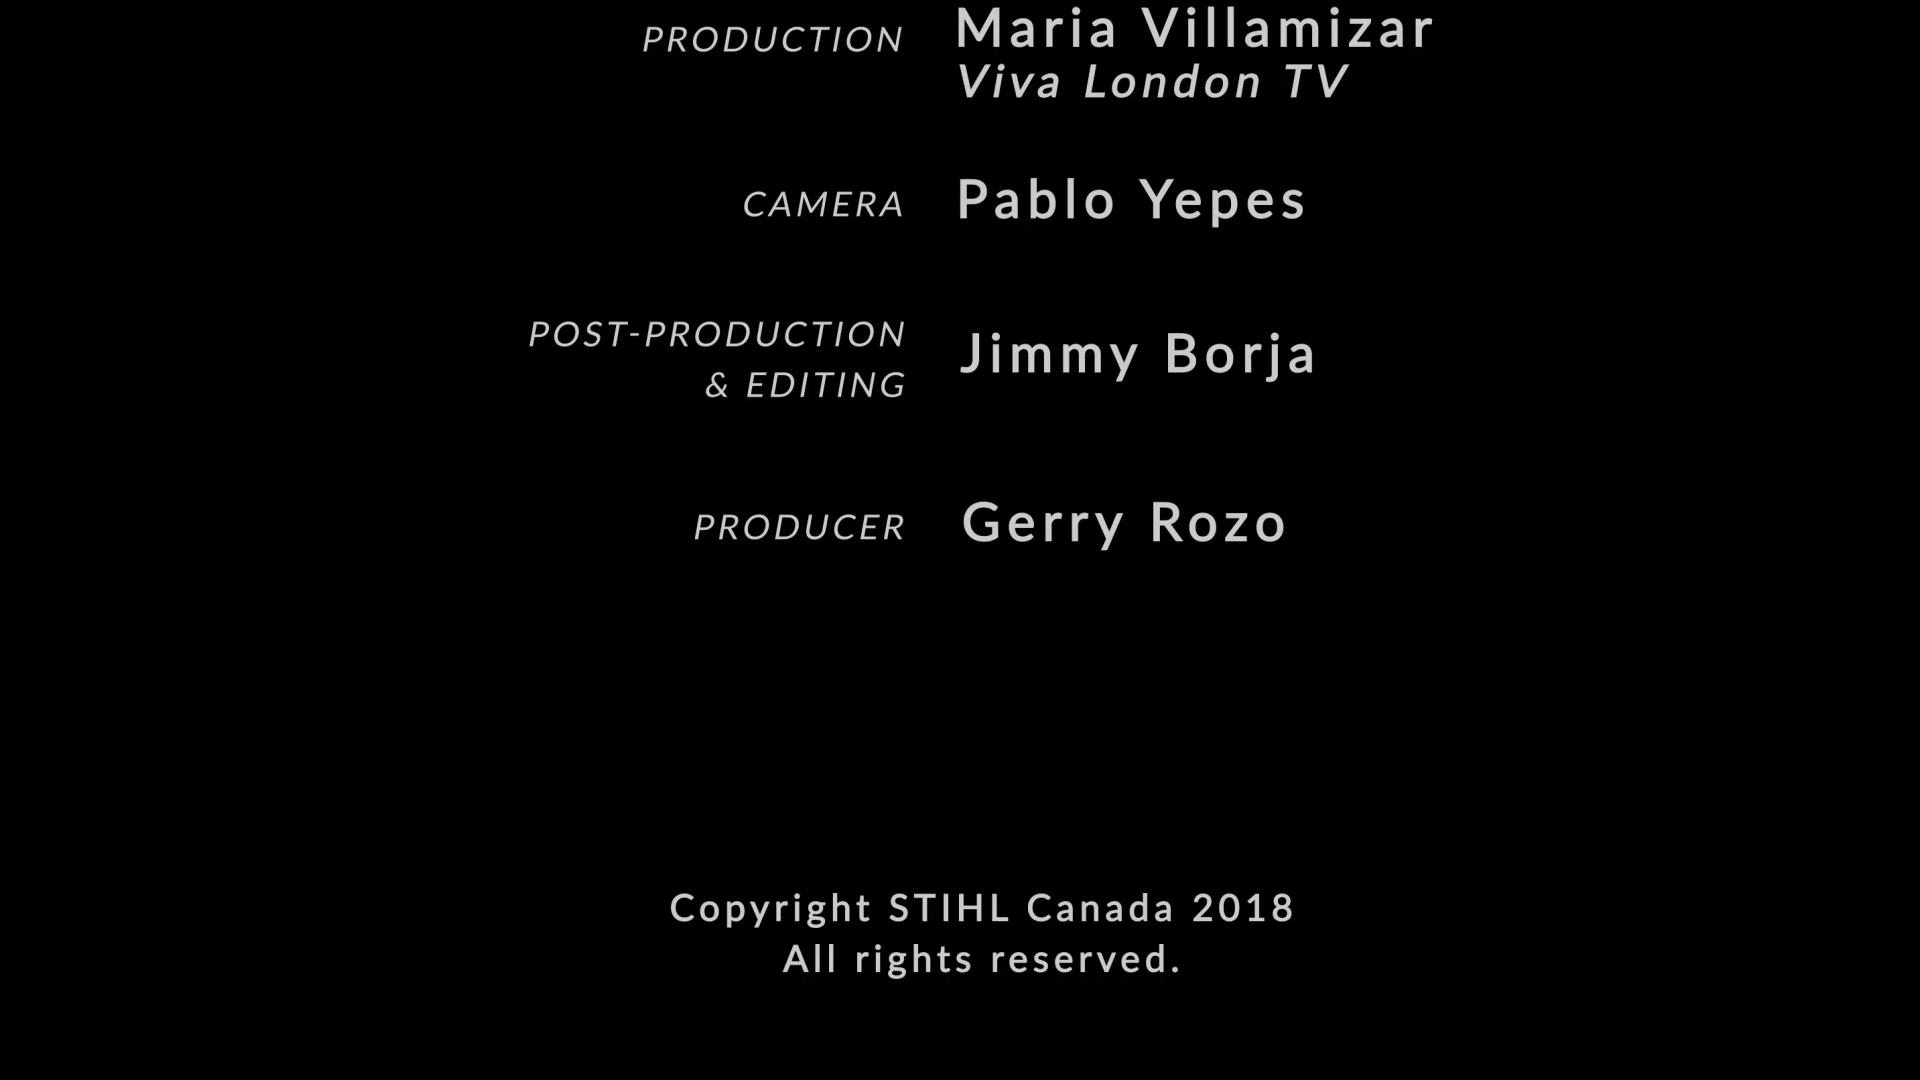 PRODUCTION Maria Villamizar
Viva London TV
CAMERA Pablo Yepes
POST-PRODUCTION
& EDITING
Jimmy Borja
PRODUCER Gerry Rozo
Copyright STIHL Canada 2018
All rights reserved.